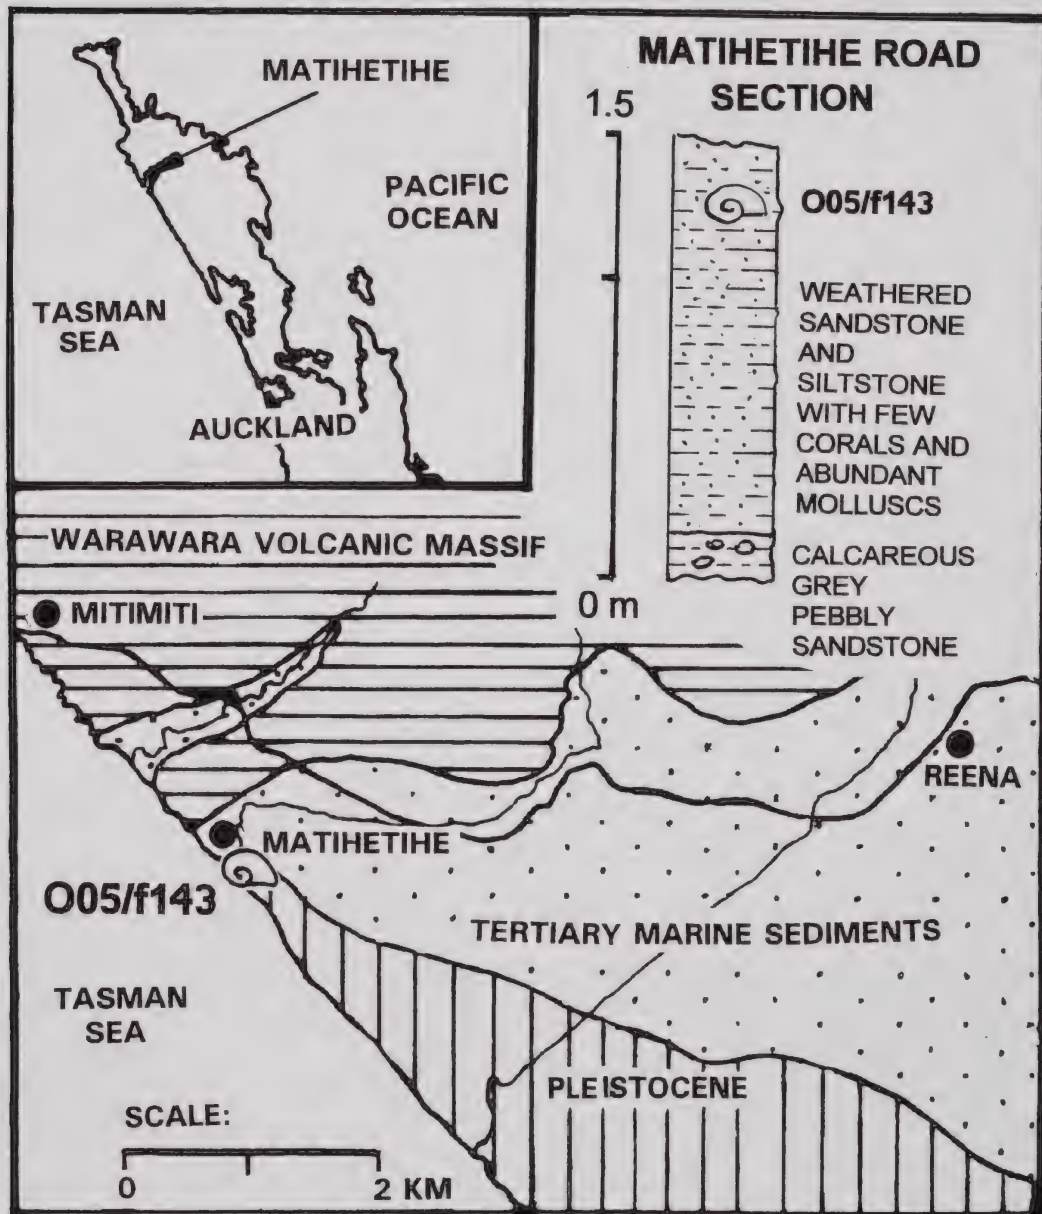 MATIHETIHE
PACIFIC
OCEAN
TASMAN
SEA
AUCKLAND
MATIHETIHE ROAD
SECTION
1.5
O05/f143
WEATHERED
SANDSTONE
AND
SILTSTONE
WITH FEW
CORALS AND
ABUNDANT
MOLLUSCS
CALCAREOUS
GREY
PEBBLY
SANDSTONE
0 m
WARAWARA VOLCANIC MASSIF
MITIMITI
REENA
MATIHETIHE
O05/f143
TERTIARY MARINE SEDIMENTS
TASMAN
SEA
PLEISTOCENE
SCALE:
0 2 KM